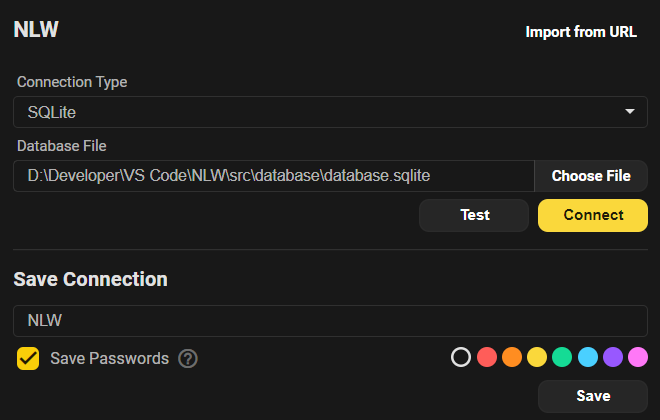 NLW
Import from URL
Connection Type
SQLite
Database File
D:\Developer\VS Code\NLW\src\database\database.sqlite
Choose File
Test
Connect
Save Connection
NLW
Save Passwords ?
Save